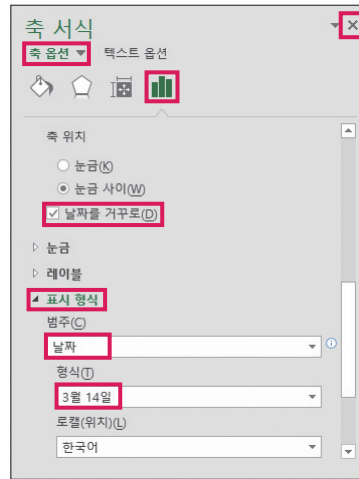 축 서식
축 옵션 텍스트 옵션
축 위치
눈금(K)
눈금 사이(W)
날짜를 거꾸로(D)
눈금
레이블
표시 형식
범주(C)
날짜
형식(T)
3월 14일
로캘(위치)(L)
한국어